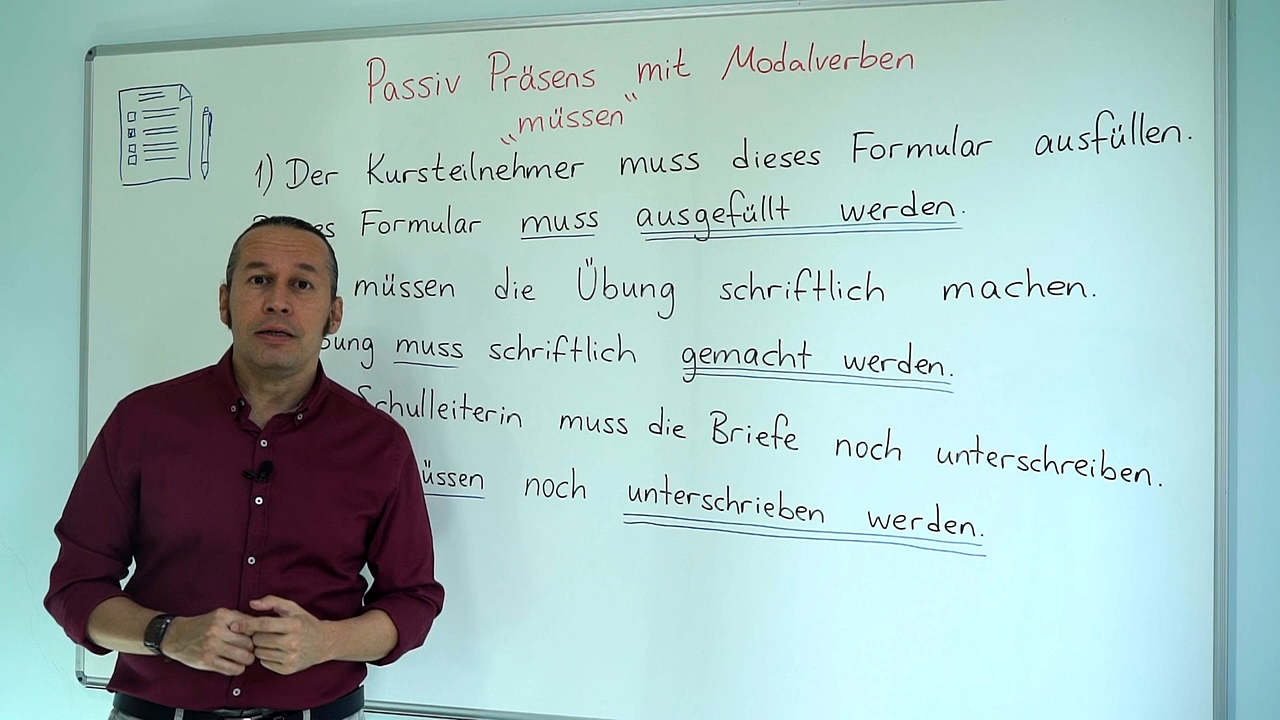 Passiv Präsens mit Modalverben
„müssen“
1) Der Kursteilnehmer muss dieses Formular ausfüllen.
Formular muss ausgefüllt werden.
müssen die Übung schriftlich machen.
muss schriftlich gemacht werden.
Schulleiterin muss die Briefe noch unterschreiben.
noch unterschrieben werden.